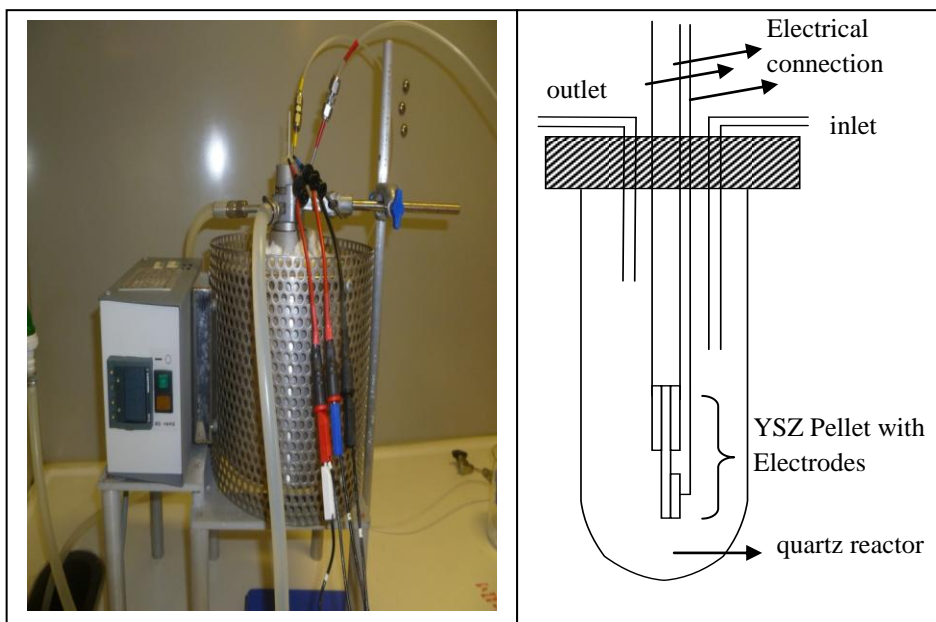 Electrical
connection
outlet
inlet
YSZ Pellet with
Electrodes
quartz reactor